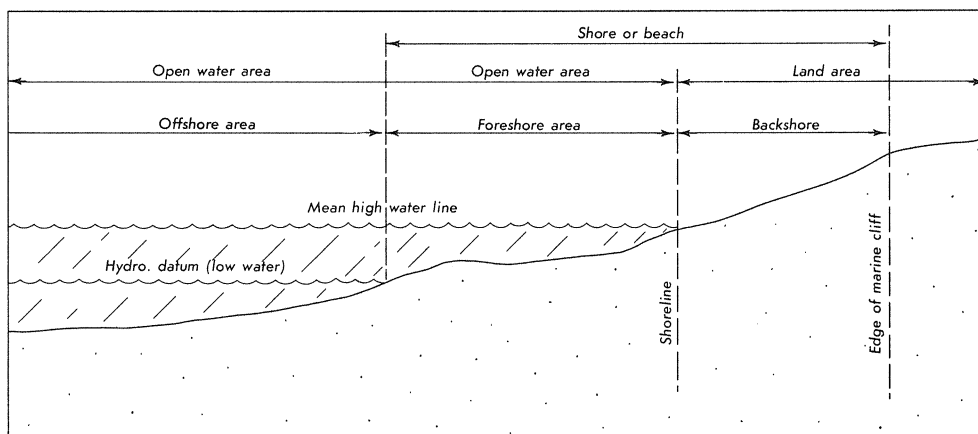 Shore or beach
Open water area
Open water area
Land area
Offshore area
Foreshore area
Backshore
Mean high water line
Hydro. datum (low water)
Shoreline
Edge of marine cliff